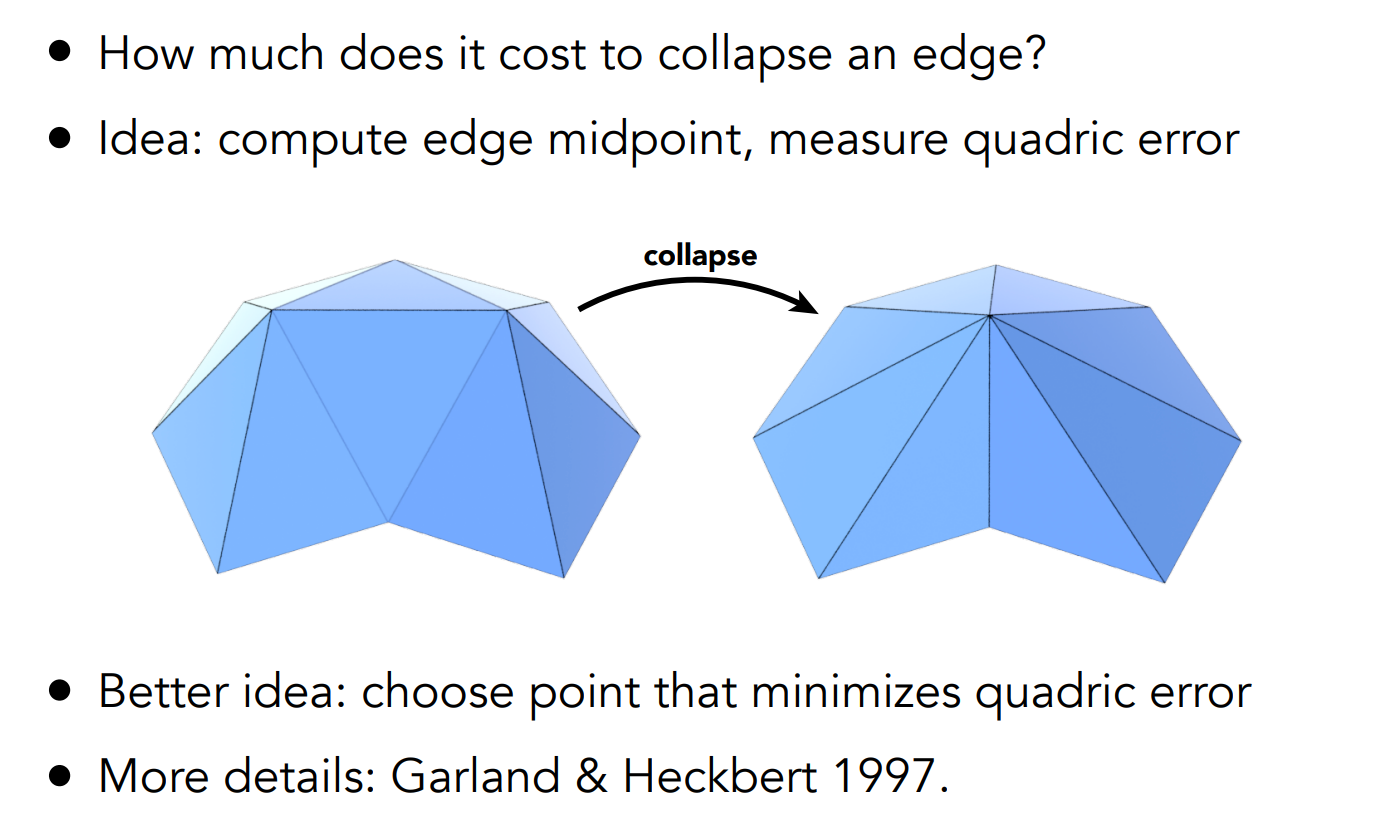 ● How much does it cost to collapse an edge?
● Idea: compute edge midpoint, measure quadric error
collapse
● Better idea: choose point that minimizes quadric error
● More details: Garland & Heckbert 1997.